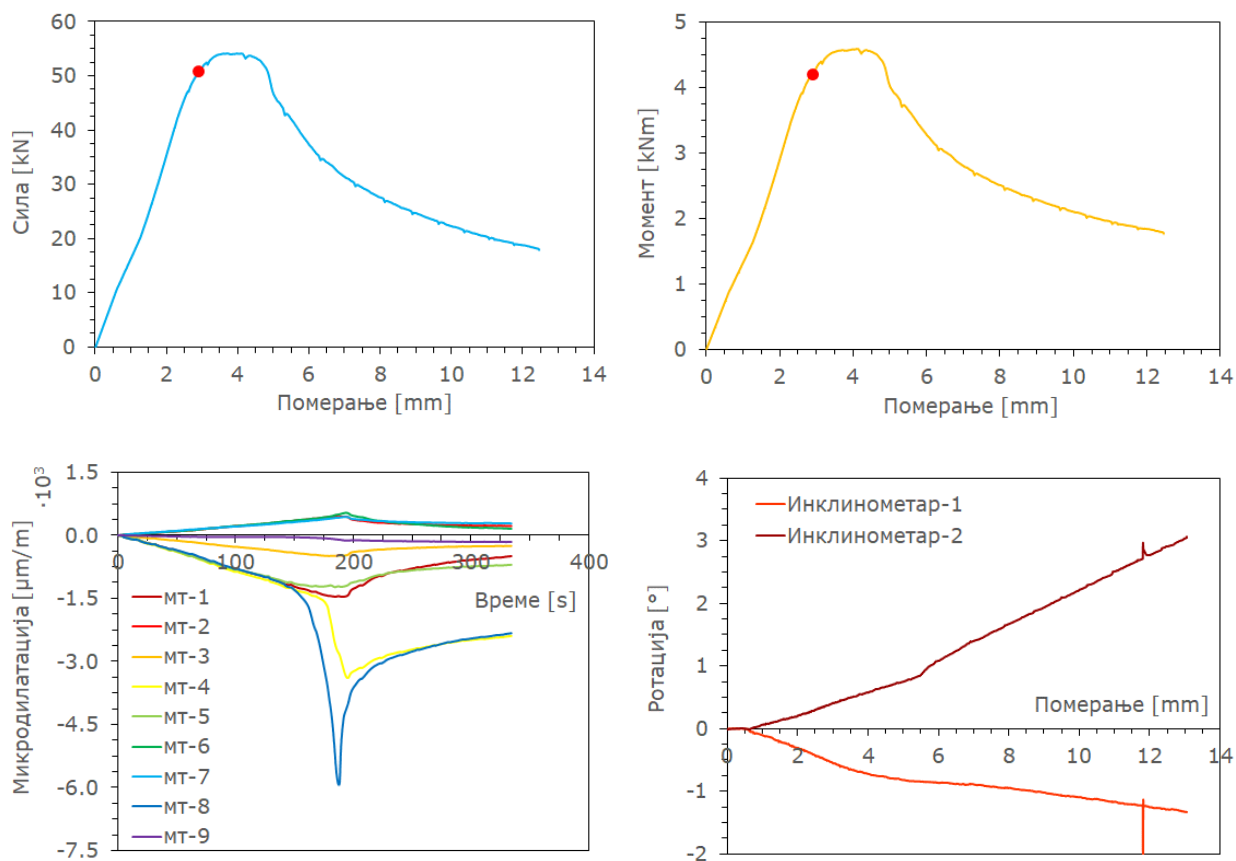 60
50
40
30
20
10
0
Сила [kN]
0 2 4 6 8 10 12 14
Померање [mm]
5
4
3
2
1
0
Момент [kNm]
0 2 4 6 8 10 12 14
Померање [mm]
·10³
1.5
0.0
-1.5
-3.0
-4.5
-6.0
-7.5
Микродилатација [μm/m]
0 100 200 300 400
Време [s]
мт-1
мт-2
мт-3
мт-4
мт-5
мт-6
мт-7
мт-8
мт-9
4
3
2
1
0
-1
-2
Ротација [°]
Инклинометар-1
Инклинометар-2
Померање [mm]
0 2 4 6 8 10 12 14